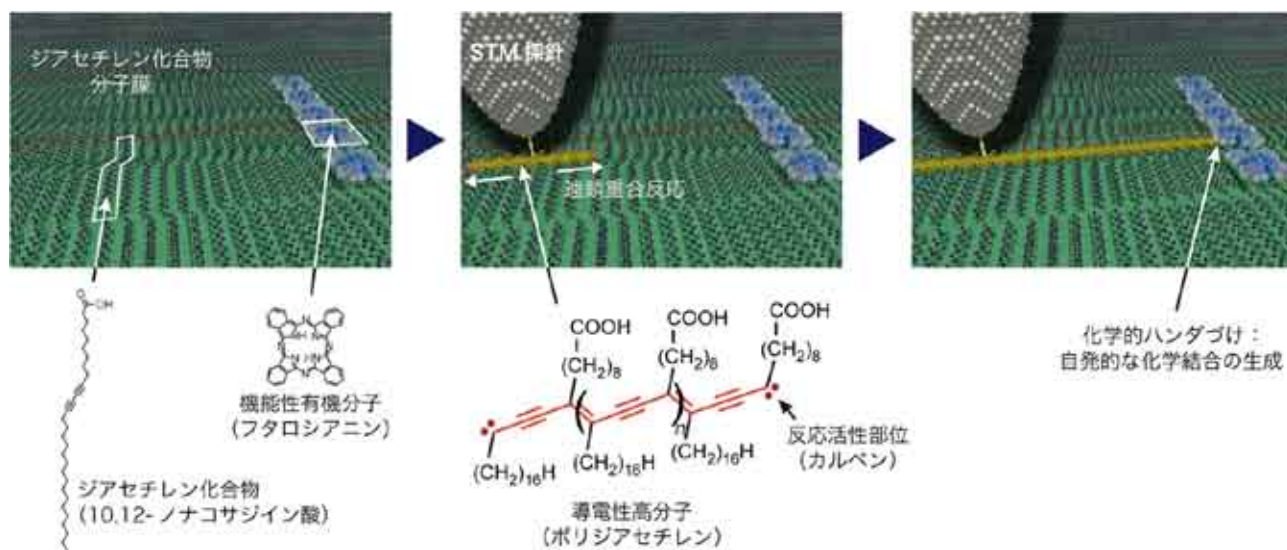 ジアセチレン化合物
分子膜
STM 探針
連鎖重合反応
O
OH
N
N
N
NH
N
N
HN
N
機能性有機分子
(フタロシアニン)
ジアセチレン化合物
(10,12-ノナコサジイン酸)
COOH
COOH
COOH
(CH2)8
(CH2)8
(CH2)8
n
(CH2)16H
(CH2)16H
(CH2)16H
反応活性部位
(カルベン)
導電性高分子
(ポリジアセチレン)
化学的ハンダづけ：
自発的な化学結合の生成